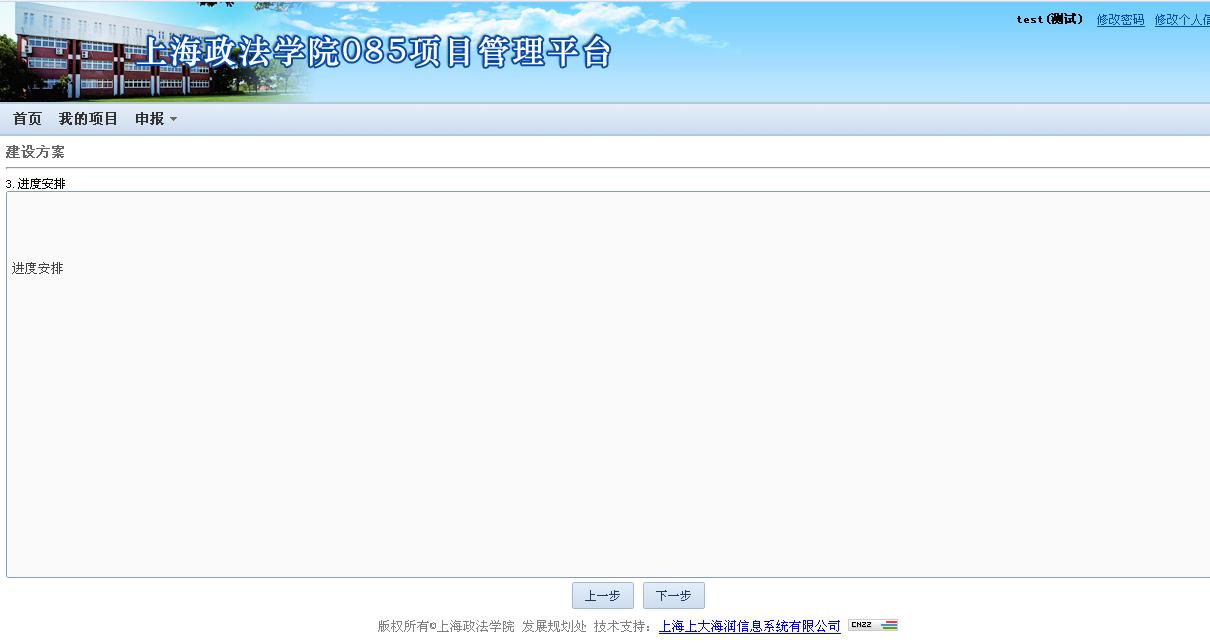 test(测试) 修改密码 修改个人信
上海政法学院085项目管理平台
首页 我的项目 申报
建设方案
3. 进度安排
进度安排
上一步 下一步
版权所有©上海政法学院 发展规划处 技术支持：上海上大海润信息系统有限公司 CNZZ